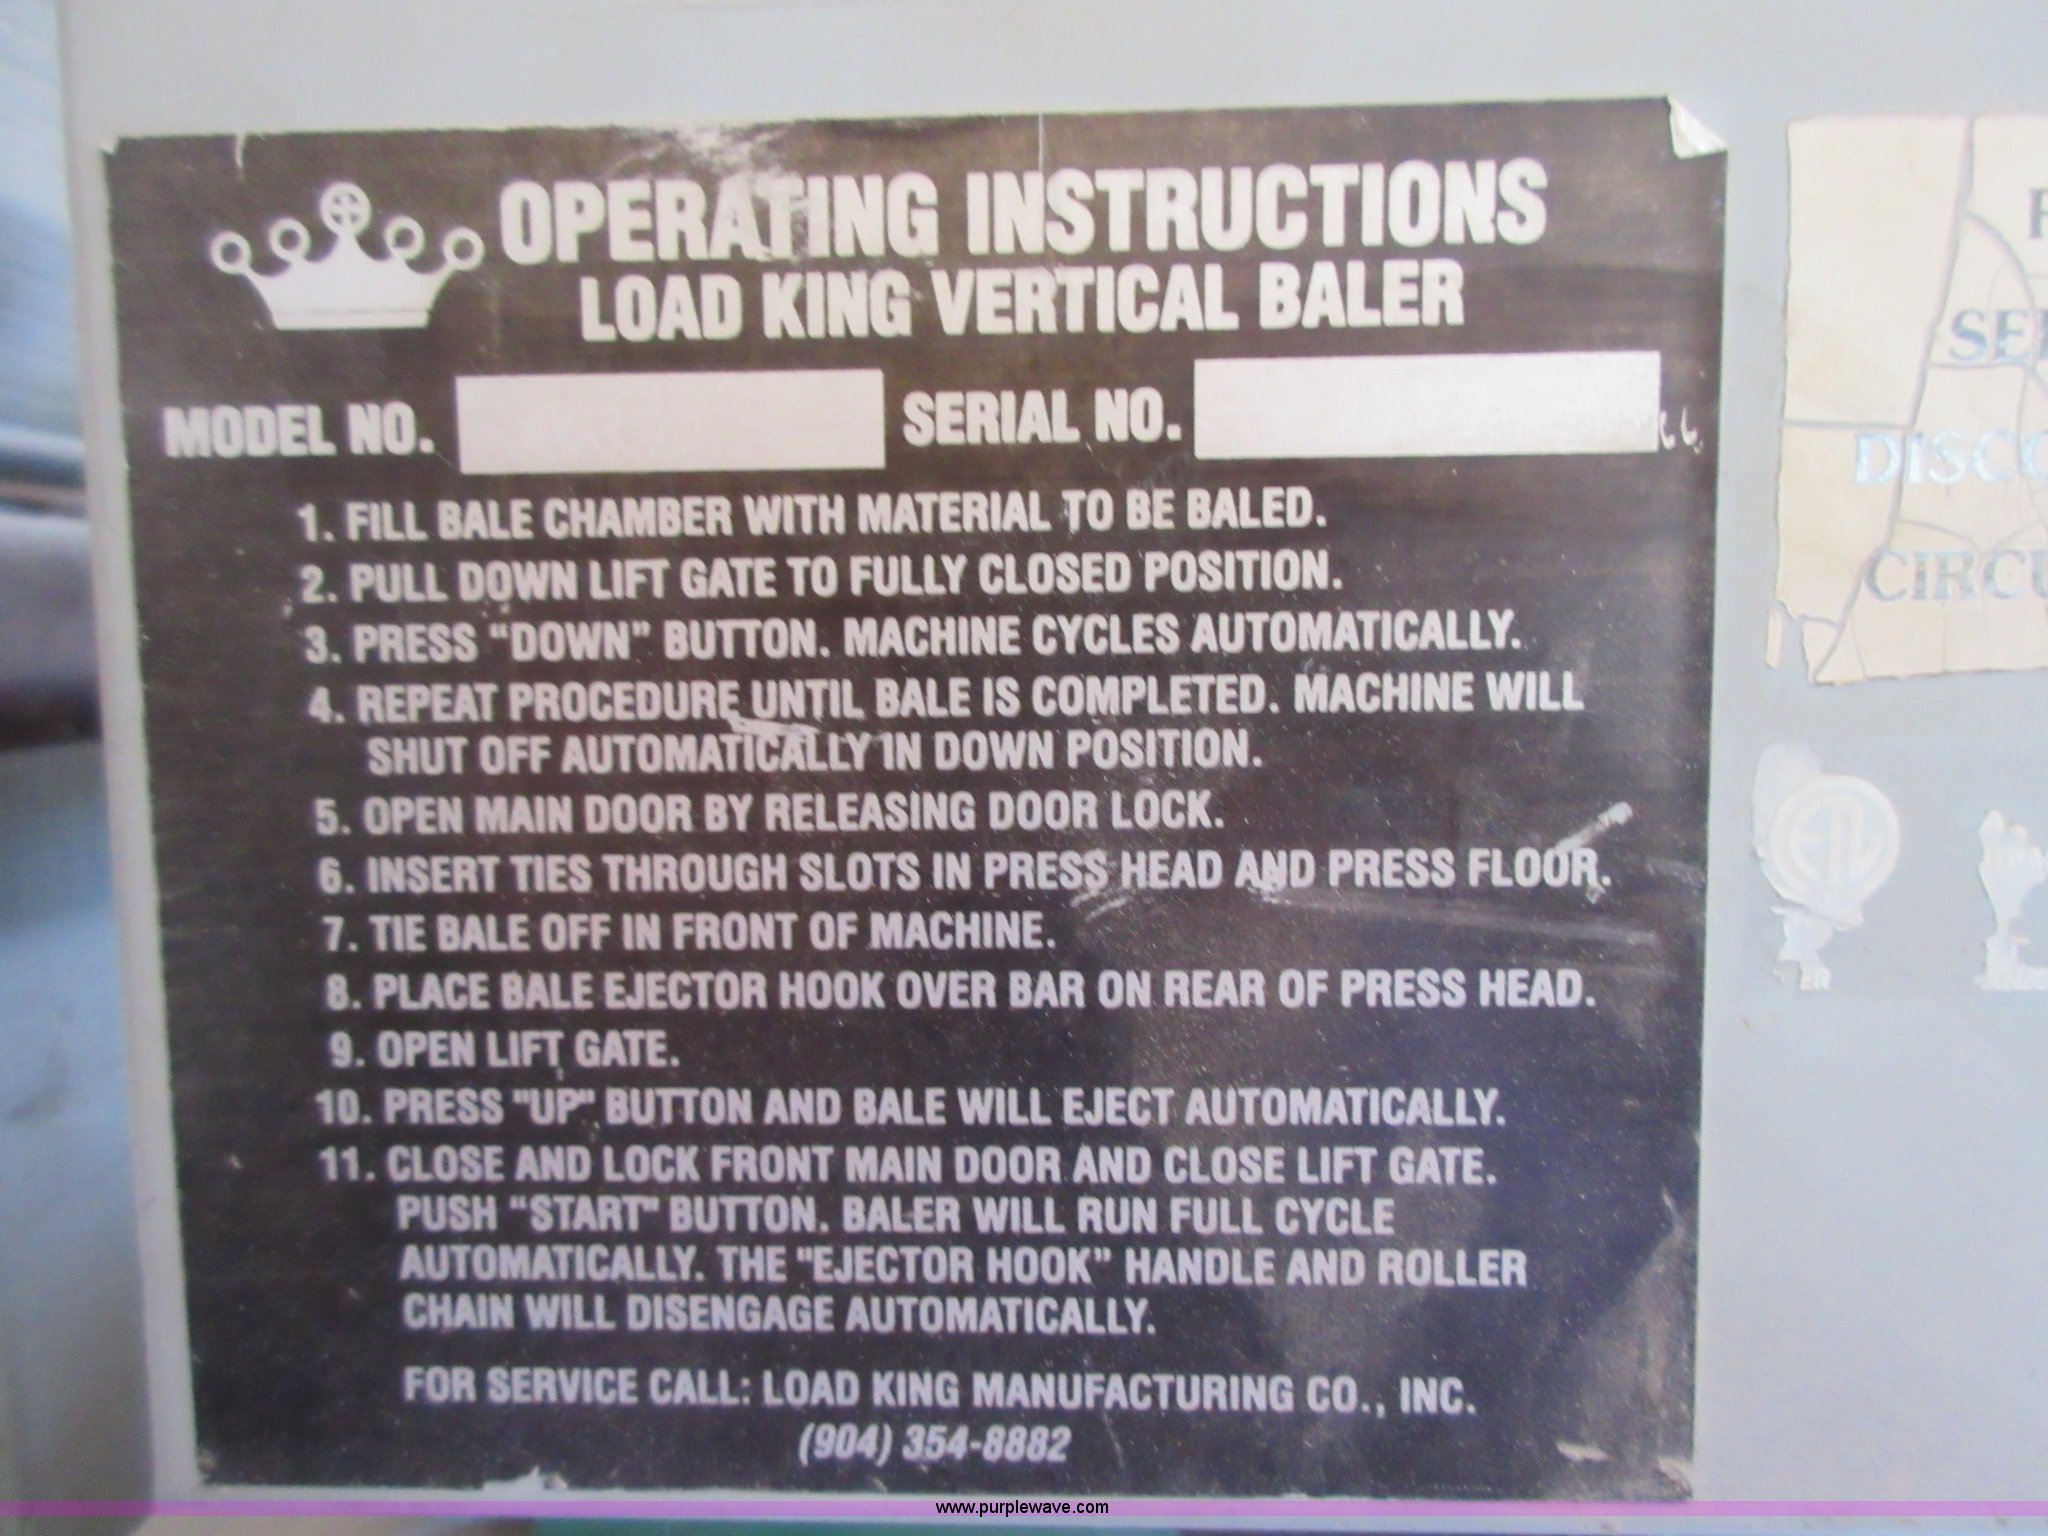 OPERATING INSTRUCTIONS
LOAD KING VERTICAL BALER
MODEL NO. SERIAL NO.
1. FILL BALE CHAMBER WITH MATERIAL TO BE BALED.
2. PULL DOWN LIFT GATE TO FULLY CLOSED POSITION.
3. PRESS “DOWN” BUTTON. MACHINE CYCLES AUTOMATICALLY.
4. REPEAT PROCEDURE UNTIL BALE IS COMPLETED. MACHINE WILL
SHUT OFF AUTOMATICALLY IN DOWN POSITION.
5. OPEN MAIN DOOR BY RELEASING DOOR LOCK.
6. INSERT TIES THROUGH SLOTS IN PRESS HEAD AND PRESS FLOOR.
7. TIE BALE OFF IN FRONT OF MACHINE.
8. PLACE BALE EJECTOR HOOK OVER BAR ON REAR OF PRESS HEAD.
9. OPEN LIFT GATE.
10. PRESS "UP" BUTTON AND BALE WILL EJECT AUTOMATICALLY.
11. CLOSE AND LOCK FRONT MAIN DOOR AND CLOSE LIFT GATE.
PUSH “START" BUTTON. BALER WILL RUN FULL CYCLE
AUTOMATICALLY. THE "EJECTOR HOOK” HANDLE AND ROLLER
CHAIN WILL DISENGAGE AUTOMATICALLY.
FOR SERVICE CALL: LOAD KING MANUFACTURING CO., INC.
(904) 354-8882
SE
DISCO
CIRCU
www.purplewave.com